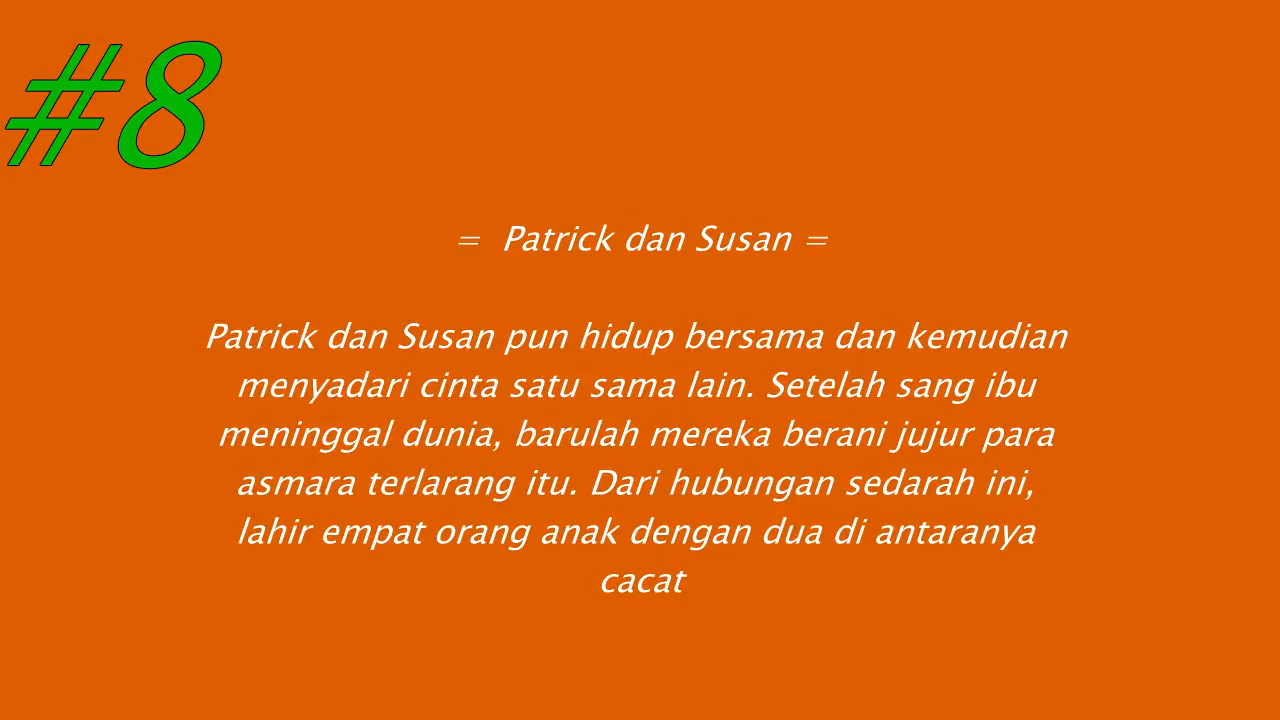 #8
= Patrick dan Susan =
Patrick dan Susan pun hidup bersama dan kemudian
menyadari cinta satu sama lain. Setelah sang ibu
meninggal dunia, barulah mereka berani jujur para
asmara terlarang itu. Dari hubungan sedarah ini,
lahir empat orang anak dengan dua di antaranya
cacat